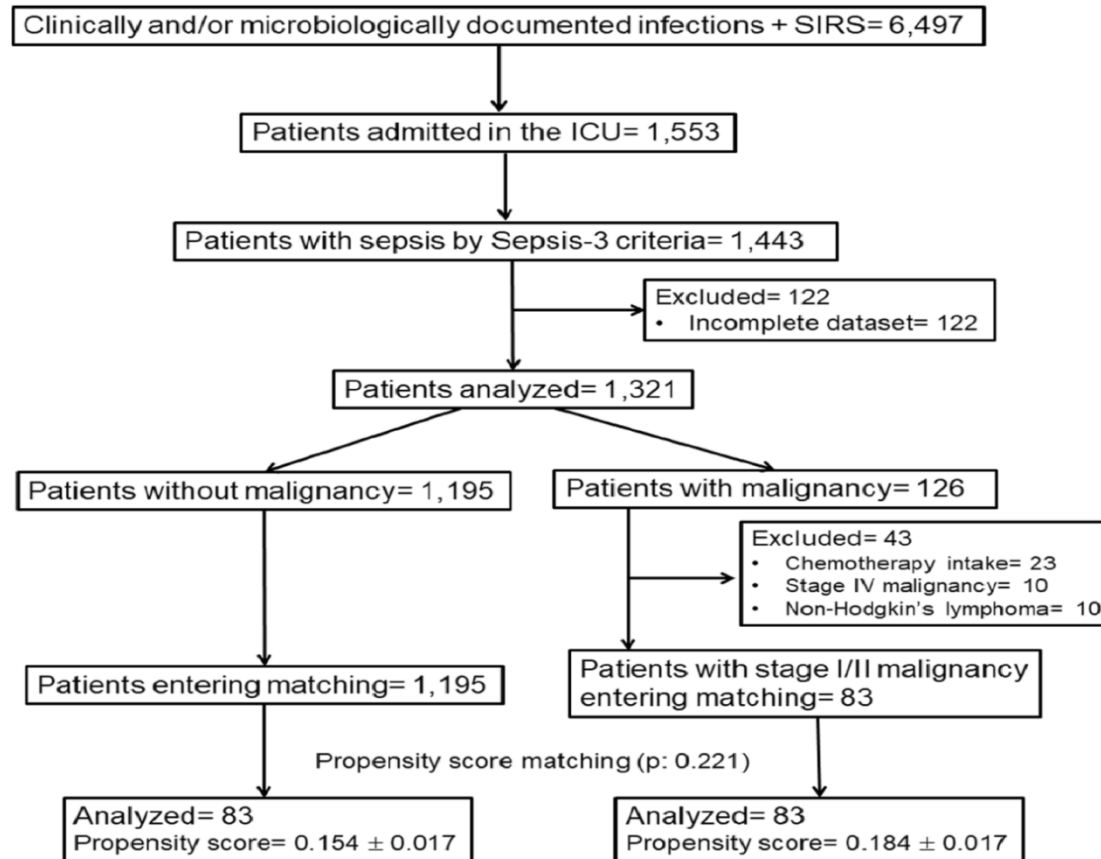 Clinically and/or microbiologically documented infections + SIRS= 6,497
Patients admitted in the ICU= 1,553
Patients with sepsis by Sepsis-3 criteria= 1,443
Excluded= 122
• Incomplete dataset= 122
Patients analyzed= 1,321
Patients without malignancy= 1,195
Patients with malignancy= 126
Excluded= 43
• Chemotherapy intake= 23
• Stage IV malignancy= 10
• Non-Hodgkin's lymphoma= 10
Patients entering matching= 1,195
Patients with stage I/II malignancy
entering matching= 83
Propensity score matching (p: 0.221)
Analyzed= 83
Propensity score= 0.154 ± 0.017
Analyzed= 83
Propensity score= 0.184 ± 0.017